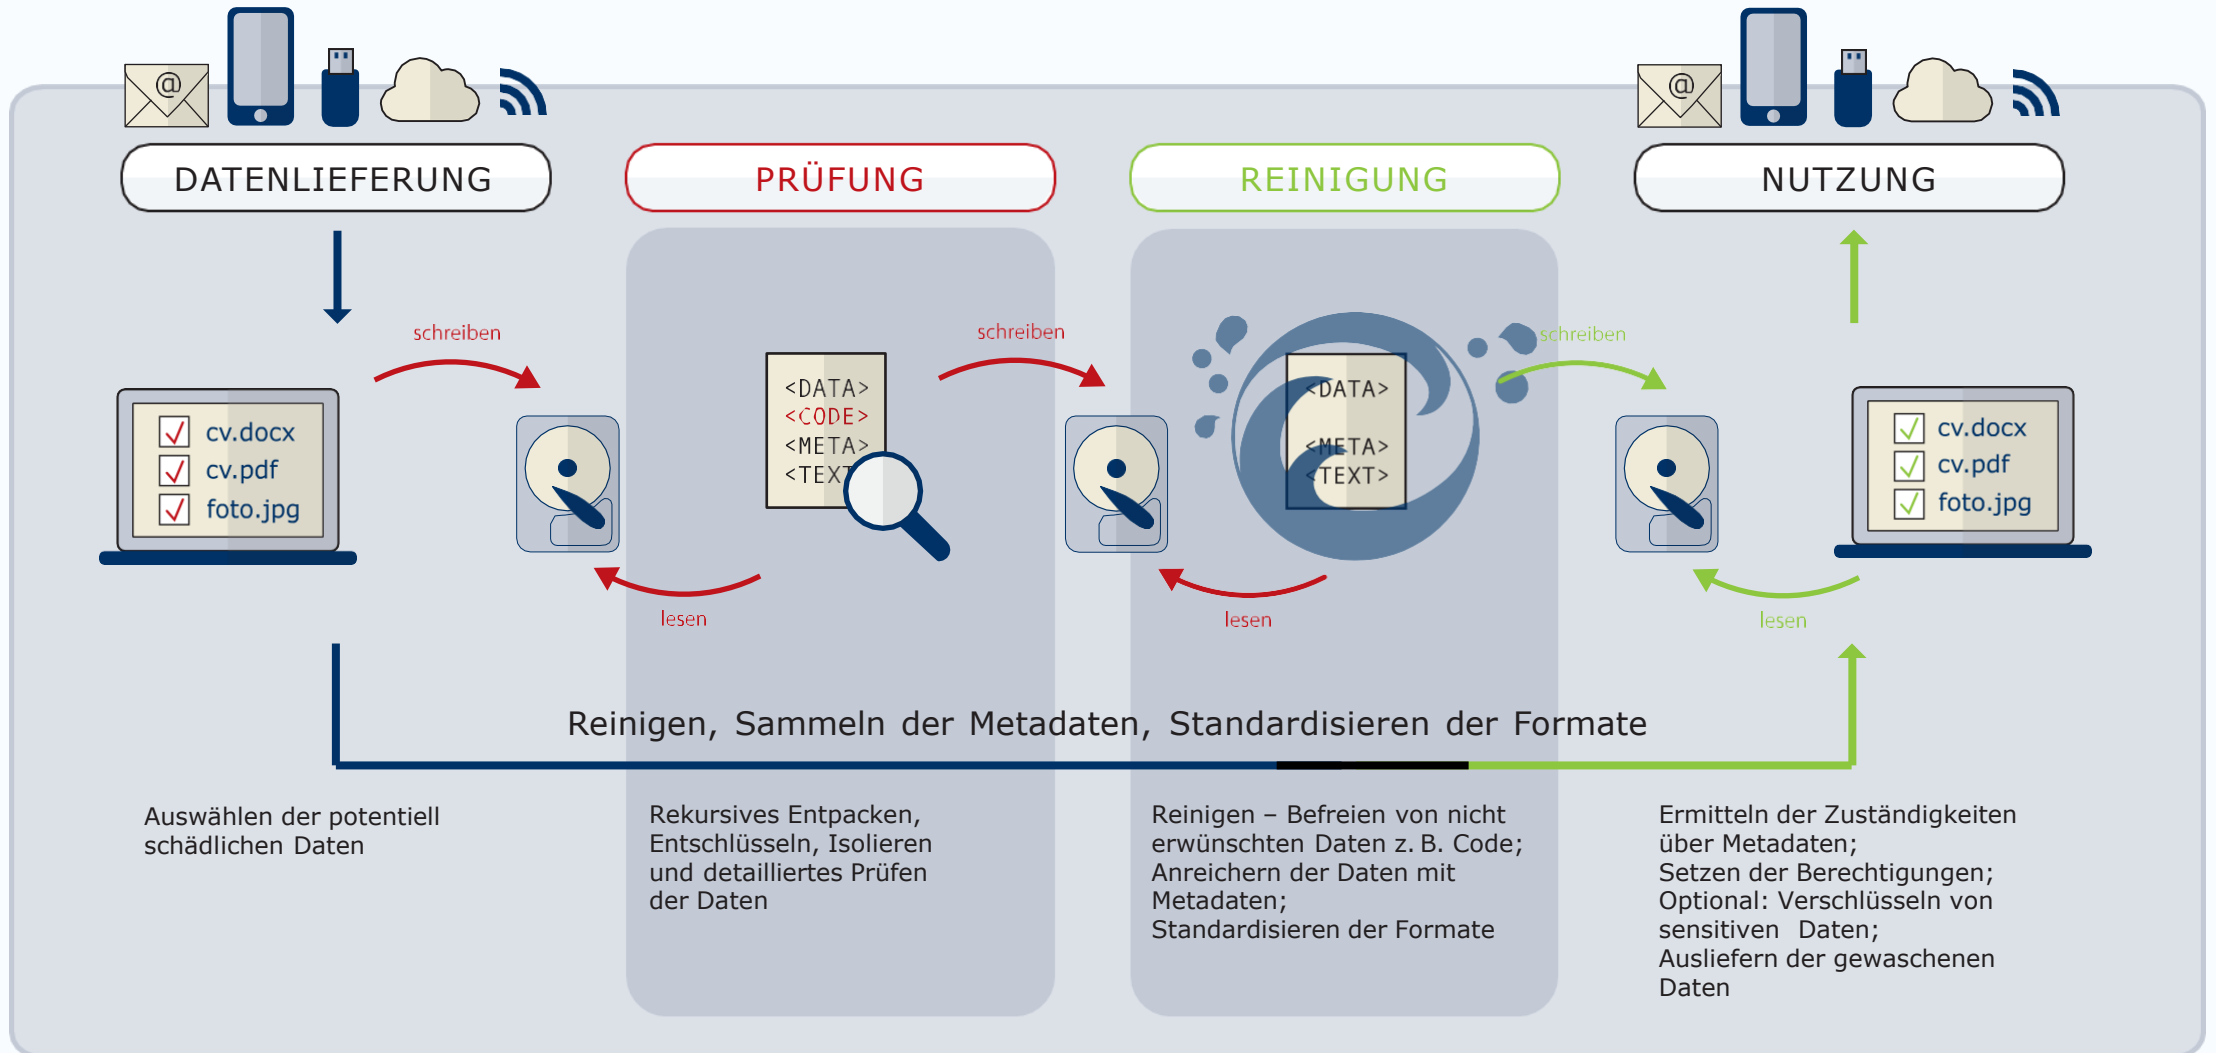 @
@
DATENLIEFERUNG
PRÜFUNG
REINIGUNG
NUTZUNG
schreiben
schreiben
schreiben
cv.docx
cv.pdf
foto.jpg
<DATA>
<CODE>
<META>
<TEXT
<DATA>
<META>
<TEXT>
cv.docx
cv.pdf
foto.jpg
lesen
lesen
lesen
Reinigen, Sammeln der Metadaten, Standardisieren der Formate
Auswählen der potentiell
schädlichen Daten
Rekursives Entpacken,
Entschlüsseln, Isolieren
und detailliertes Prüfen
der Daten
Reinigen – Befreien von nicht
erwünschten Daten z. B. Code;
Anreichern der Daten mit
Metadaten;
Standardisieren der Formate
Ermitteln der Zuständigkeiten
über Metadaten;
Setzen der Berechtigungen;
Optional: Verschlüsseln von
sensitiven Daten;
Ausliefern der gewaschenen
Daten